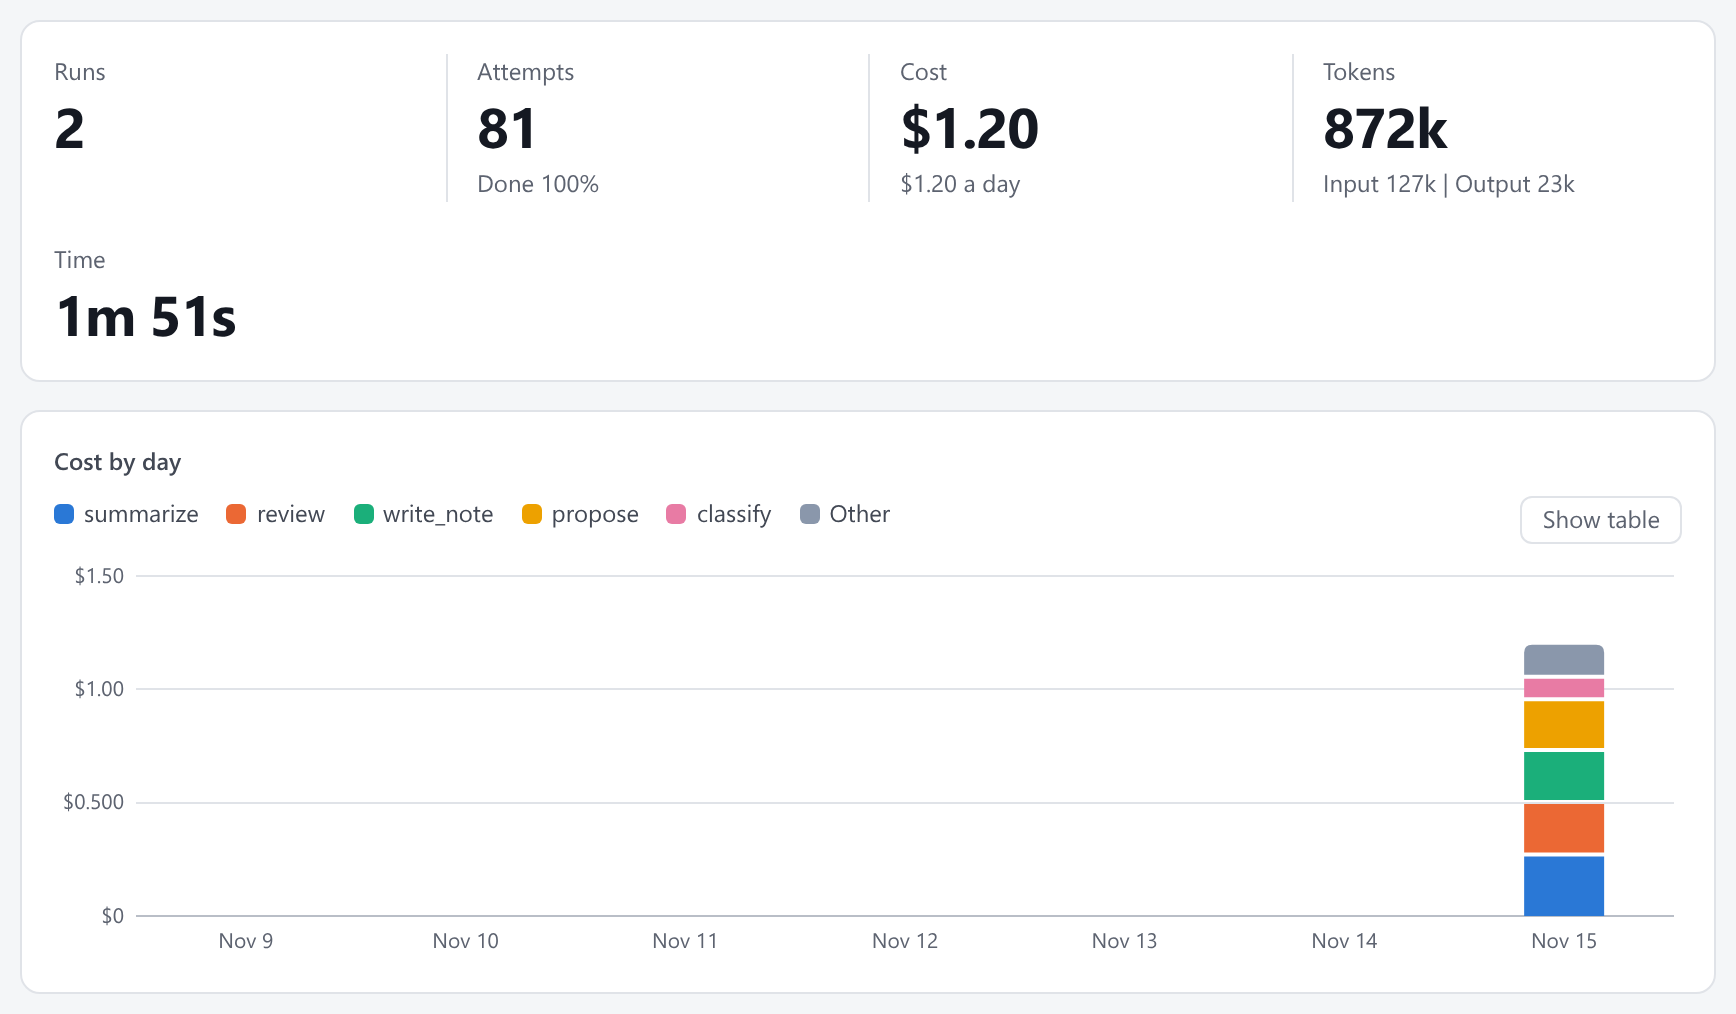 Runs
2
Attempts
81
Done 100%
Cost
$1.20
$1.20 a day
Tokens
872k
Input 127k | Output 23k
Time
1m 51s
Cost by day
summarize review write_note propose classify Other
Show table
$1.50
$1.00
$0.500
$0
Nov 9 Nov 10 Nov 11 Nov 12 Nov 13 Nov 14 Nov 15